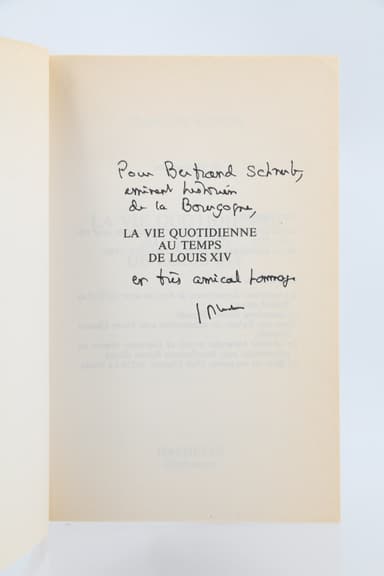 Pour Bertrand Schnerb,
éminent historien
de la Bourgogne,
LA VIE QUOTIDIENNE
AU TEMPS
DE LOUIS XIV
en très amical hommage